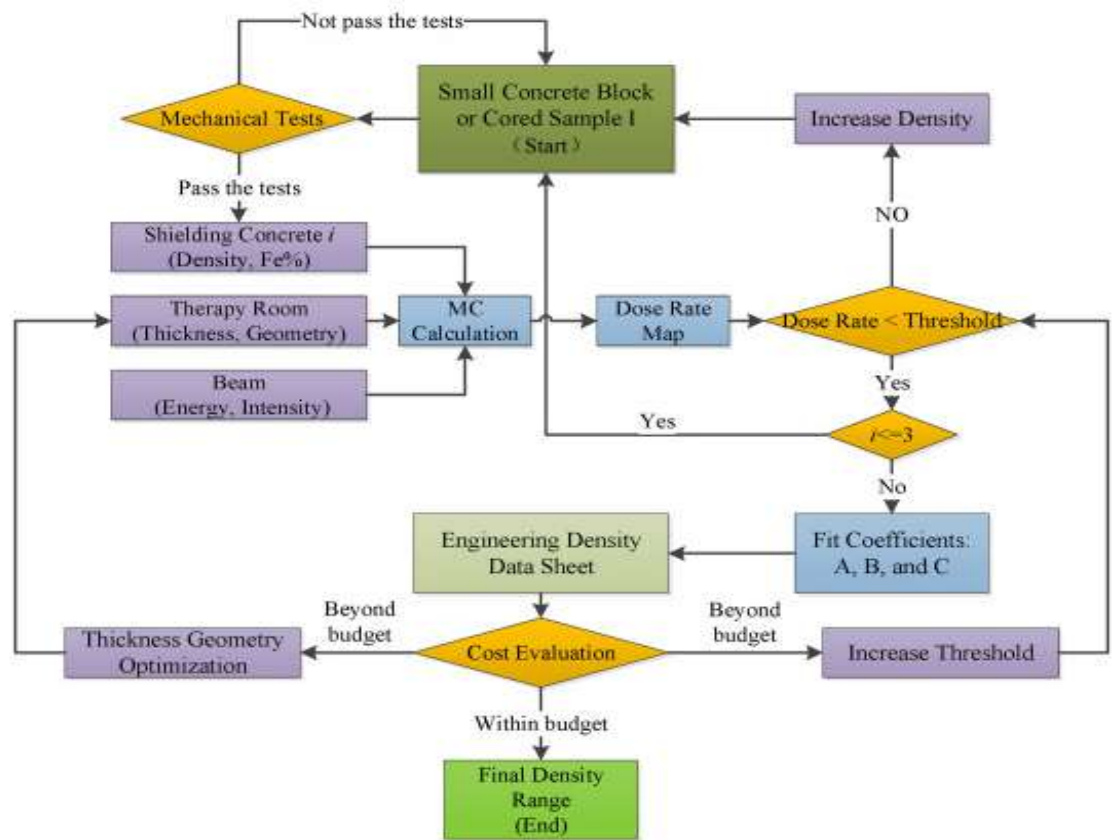 Not pass the tests
Small Concrete Block
or Cored Sample I
(Start)
Mechanical Tests
Increase Density
Pass the tests
NO
Shielding Concrete i
(Density, Fe%)
Therapy Room
(Thickness, Geometry)
MC
Calculation
Dose Rate
Map
Dose Rate < Threshold
Beam
(Energy, Intensity)
Yes
Yes
i<=3
No
Engineering Density
Data Sheet
Fit Coefficients:
A, B, and C
Beyond
budget
Beyond
budget
Thickness Geometry
Optimization
Cost Evaluation
Increase Threshold
Within budget
Final Density
Range
(End)